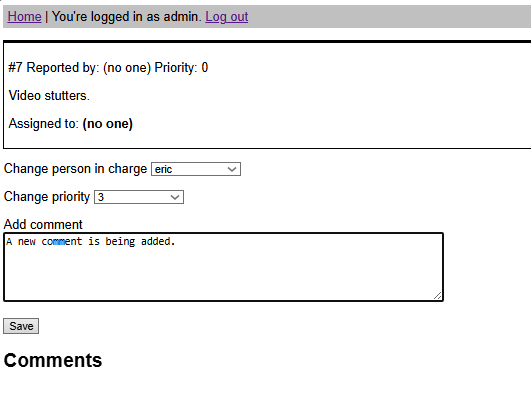 Home | You're logged in as admin. Log out
#7 Reported by: (no one) Priority: 0
Video stutters.
Assigned to: (no one)
Change person in charge eric
Change priority 3
Add comment
A new comment is being added.
Save
Comments